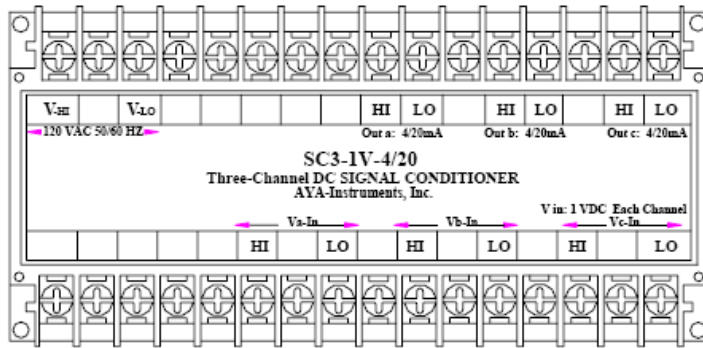 V-HI V-LO HI LO HI LO HI LO
120 VAC 50/60 HZ Out a: 4/20mA Out b: 4/20mA Out c: 4/20mA
SC3-1V-4/20
Three-Channel DC SIGNAL CONDITIONER
AYA-Instruments, Inc.
V in: 1 VDC Each Channel
Va-In Vb-In Vc-In
HI LO HI LO HI LO